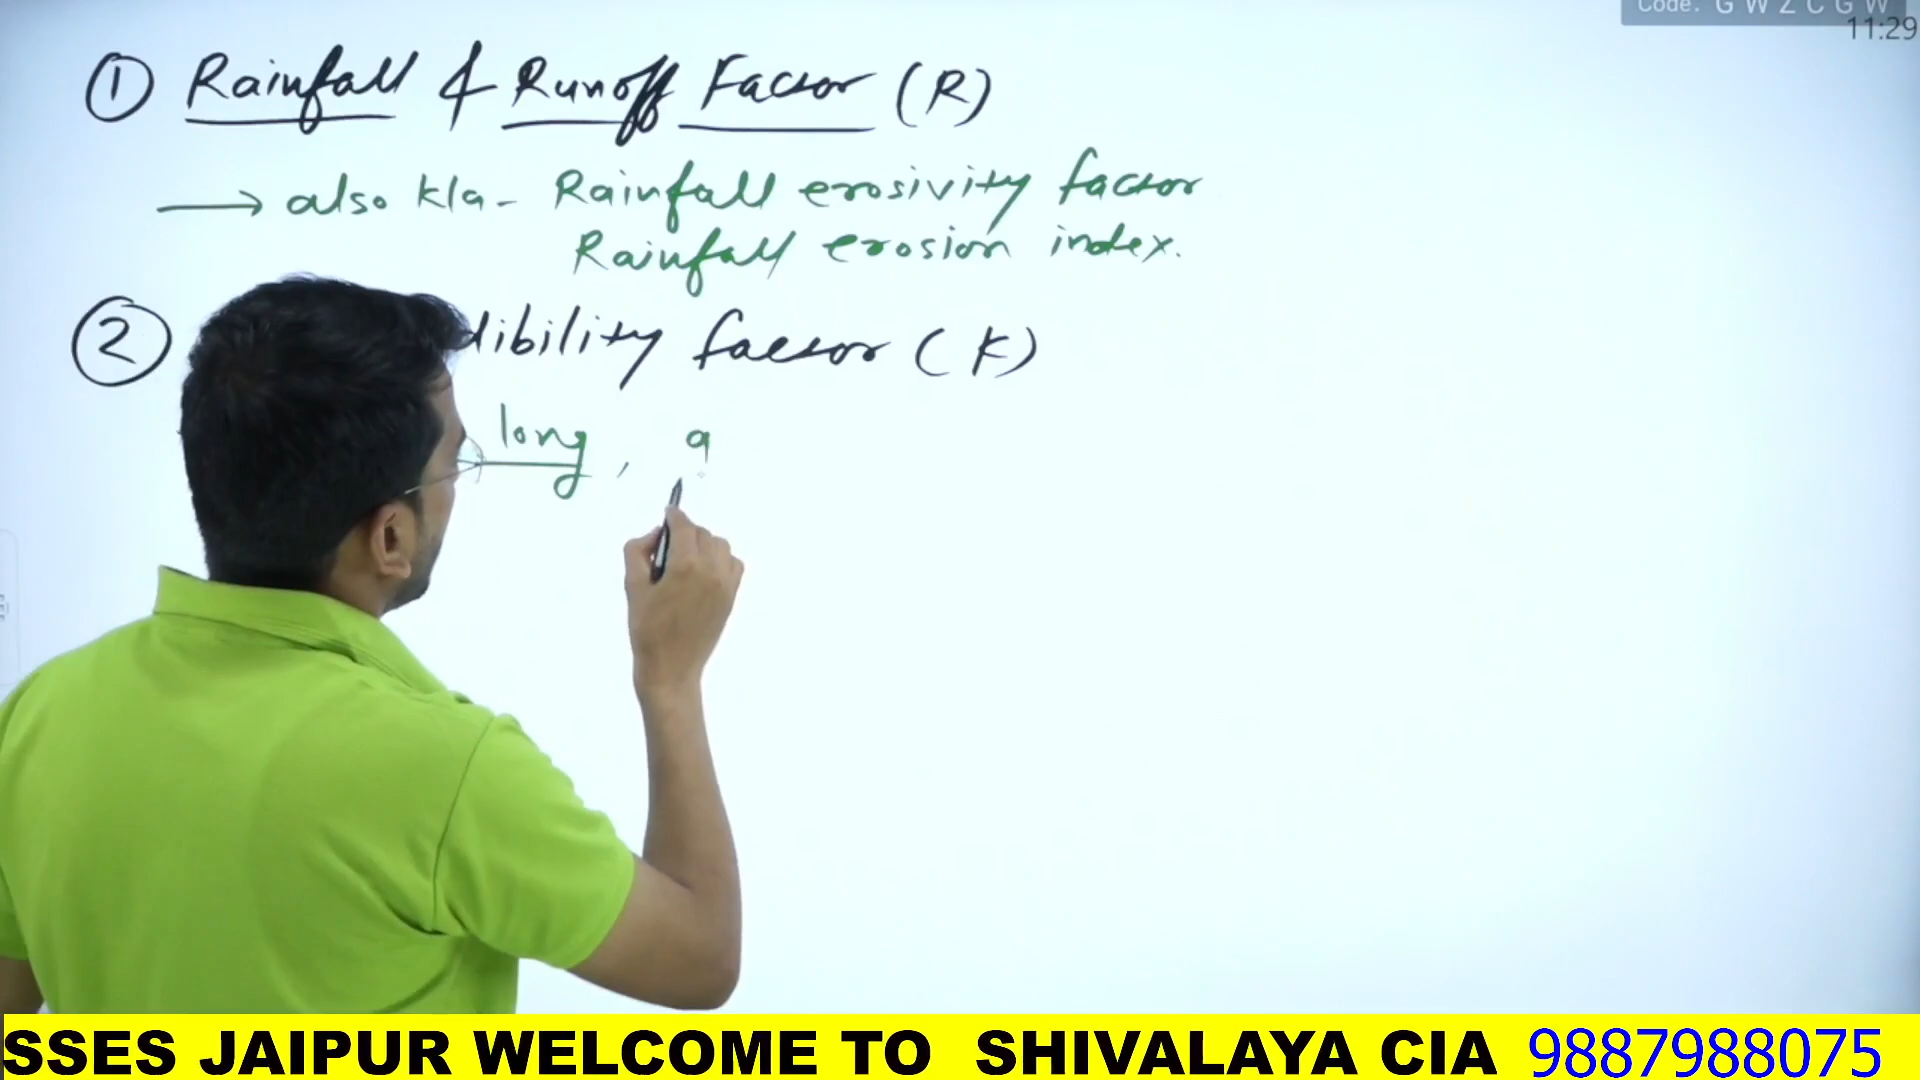 Code: G W Z C G W
11:29
① Rainfall & Runoff Factor (R)
→ also k/a - Rainfall erosivity factor
Rainfall erosion index.
② dibility factor (K)
long, 9
SSES JAIPUR WELCOME TO SHIVALAYA CIA 9887988075